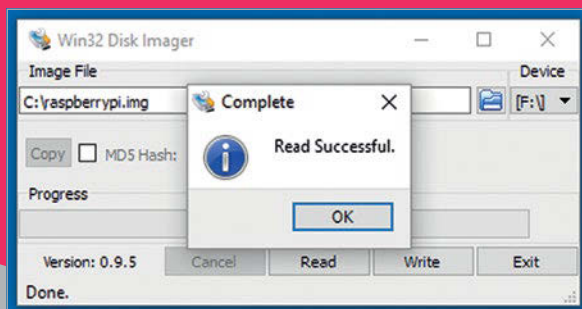 Win32 Disk Imager
Image File
Device
C:\raspberrypi.img
[F:\]
Complete
Read Successful.
OK
Copy
MD5 Hash:
Progress
Version: 0.9.5
Cancel
Read
Write
Exit
Done.